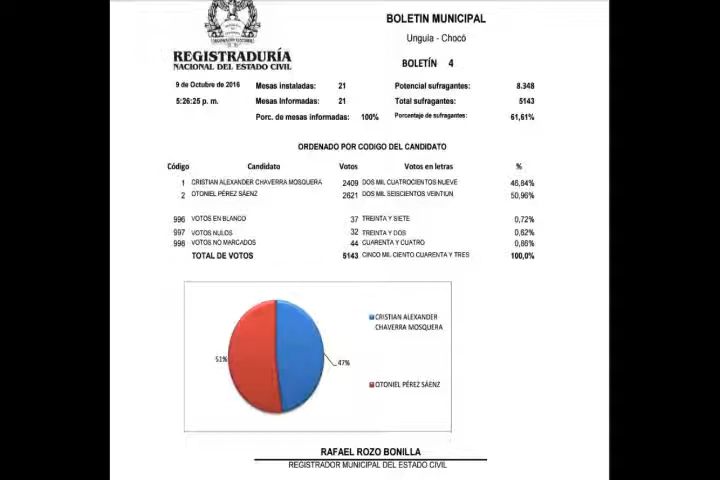 BOLETIN MUNICIPAL
Unguía - Chocó
REGISTRADURÍA
NACIONAL DEL ESTADO CIVIL
BOLETÍN 4
9 de Octubre de 2016 Mesas instaladas: 21 Potencial sufragantes: 8.348
5:26:25 p. m. Mesas Informadas: 21 Total sufragantes: 5143
Porc. de mesas informadas: 100% Porcentaje de sufragantes: 61,61%
ORDENADO POR CODIGO DEL CANDIDATO
Código Candidato Votos Votos en letras %
1 CRISTIAN ALEXANDER CHAVERRA MOSQUERA 2409 DOS MIL CUATROCIENTOS NUEVE 46,84%
2 OTONIEL PÉREZ SÁENZ 2621 DOS MIL SEISCIENTOS VEINTIUN 50,96%
996 VOTOS EN BLANCO 37 TREINTA Y SIETE 0,72%
997 VOTOS NULOS 32 TREINTA Y DOS 0,62%
998 VOTOS NO MARCADOS 44 CUARENTA Y CUATRO 0,86%
TOTAL DE VOTOS 5143 CINCO MIL CIENTO CUARENTA Y TRES 100,0%
CRISTIAN ALEXANDER
CHAVERRA MOSQUERA
51%
47%
OTONIEL PÉREZ SÁENZ
RAFAEL ROZO BONILLA
REGISTRADOR MUNICIPAL DEL ESTADO CIVIL